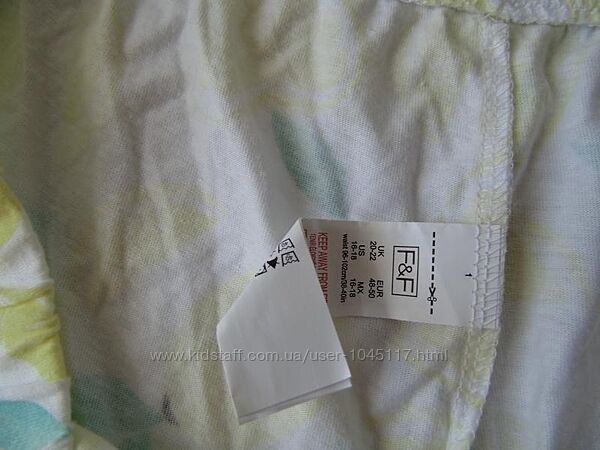 1
F&F
UK EUR
20-22 48-50
US MX
16-18 16-18
waist 96-102cm/38-40in
KEEP AWAY FROM
www.kidstaff.com.ua/user-1045117.html